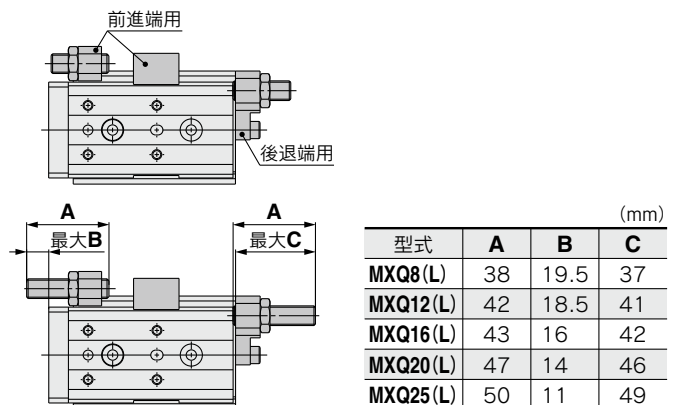 前進端用
後退端用
A
A
最大B
最大C
(mm)
型式 A B C
MXQ8(L) 38 19.5 37
MXQ12(L) 42 18.5 41
MXQ16(L) 43 16 42
MXQ20(L) 47 14 46
MXQ25(L) 50 11 49